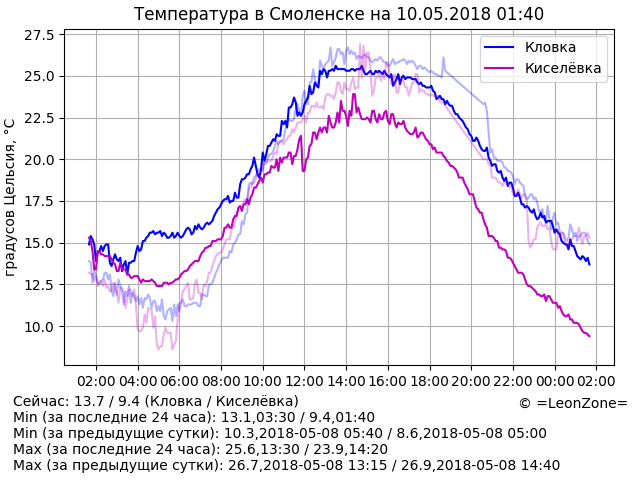 Температура в Смоленске на 10.05.2018 01:40
27.5
25.0
22.5
20.0
17.5
15.0
12.5
10.0
градусов Цельсия, °C
Кловка
Киселёвка
02:00 04:00 06:00 08:00 10:00 12:00 14:00 16:00 18:00 20:00 22:00 00:00 02:00
Сейчас: 13.7 / 9.4 (Кловка / Киселёвка)
© =LeonZone=
Min (за последние 24 часа): 13.1,03:30 / 9.4,01:40
Min (за предыдущие сутки): 10.3,2018-05-08 05:40 / 8.6,2018-05-08 05:00
Max (за последние 24 часа): 25.6,13:30 / 23.9,14:20
Max (за предыдущие сутки): 26.7,2018-05-08 13:15 / 26.9,2018-05-08 14:40